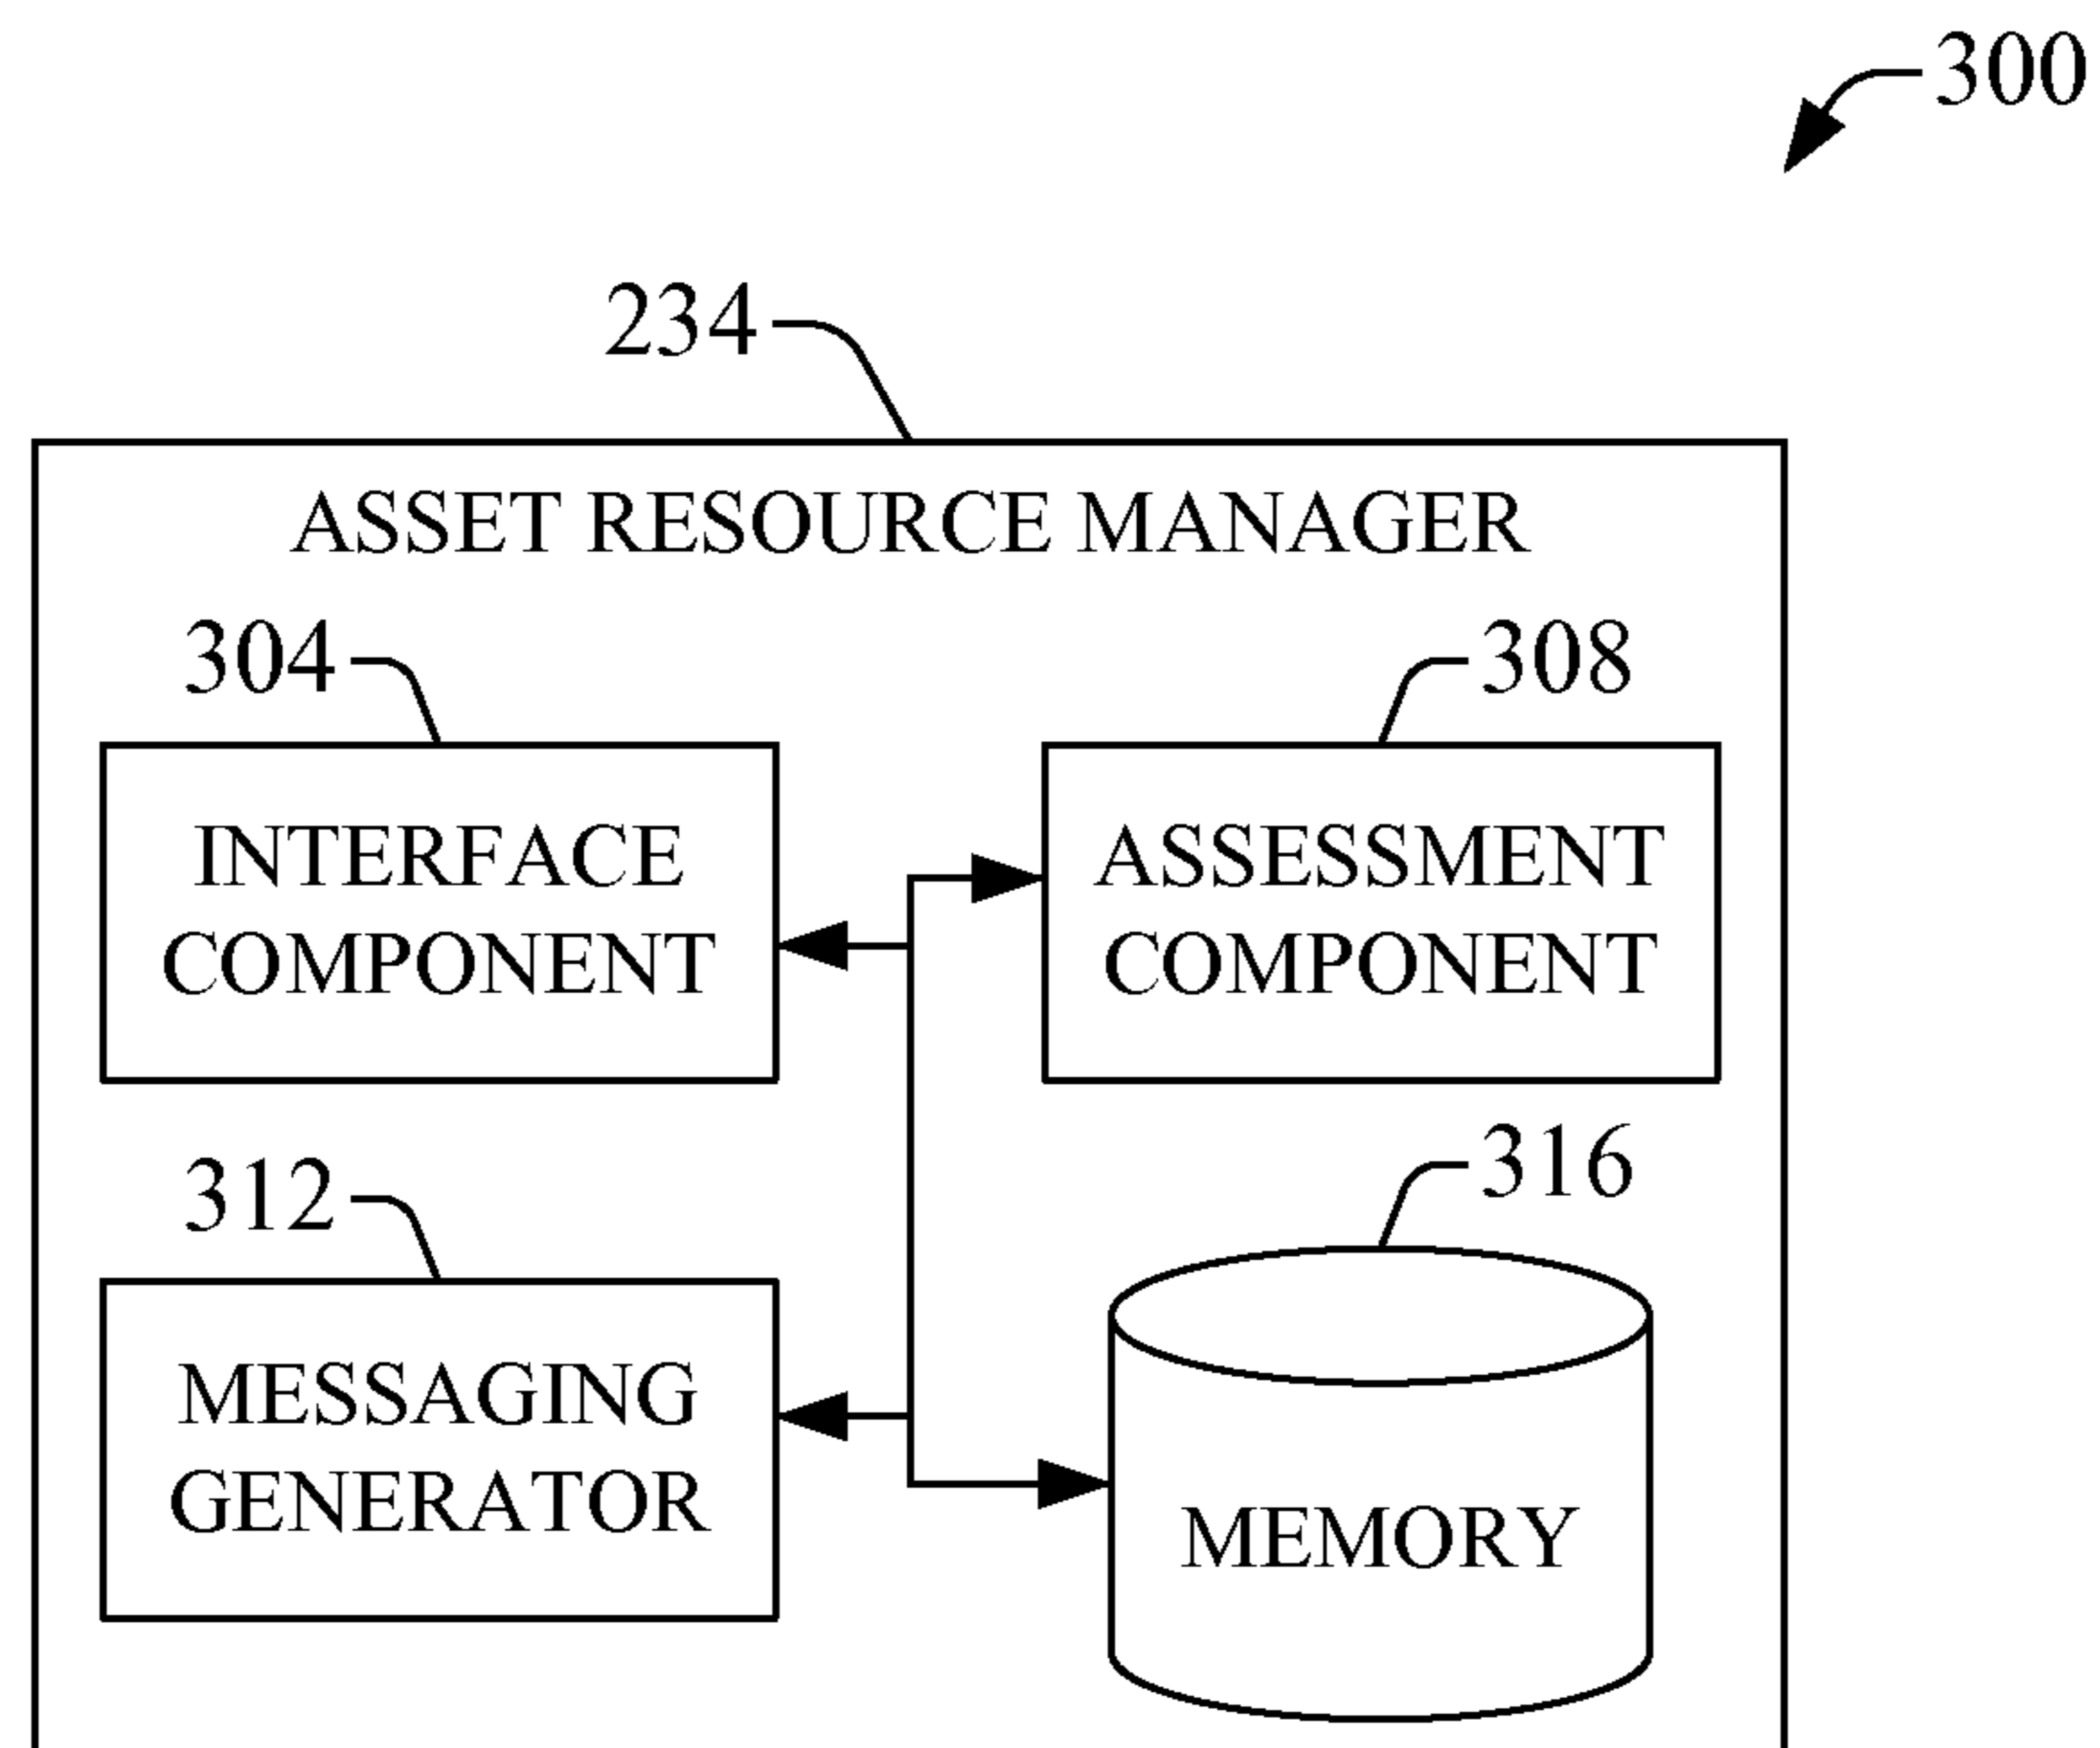 300
234
ASSET RESOURCE MANAGER
304
308
INTERFACE
COMPONENT
ASSESSMENT
COMPONENT
312
316
MESSAGING
GENERATOR
MEMORY